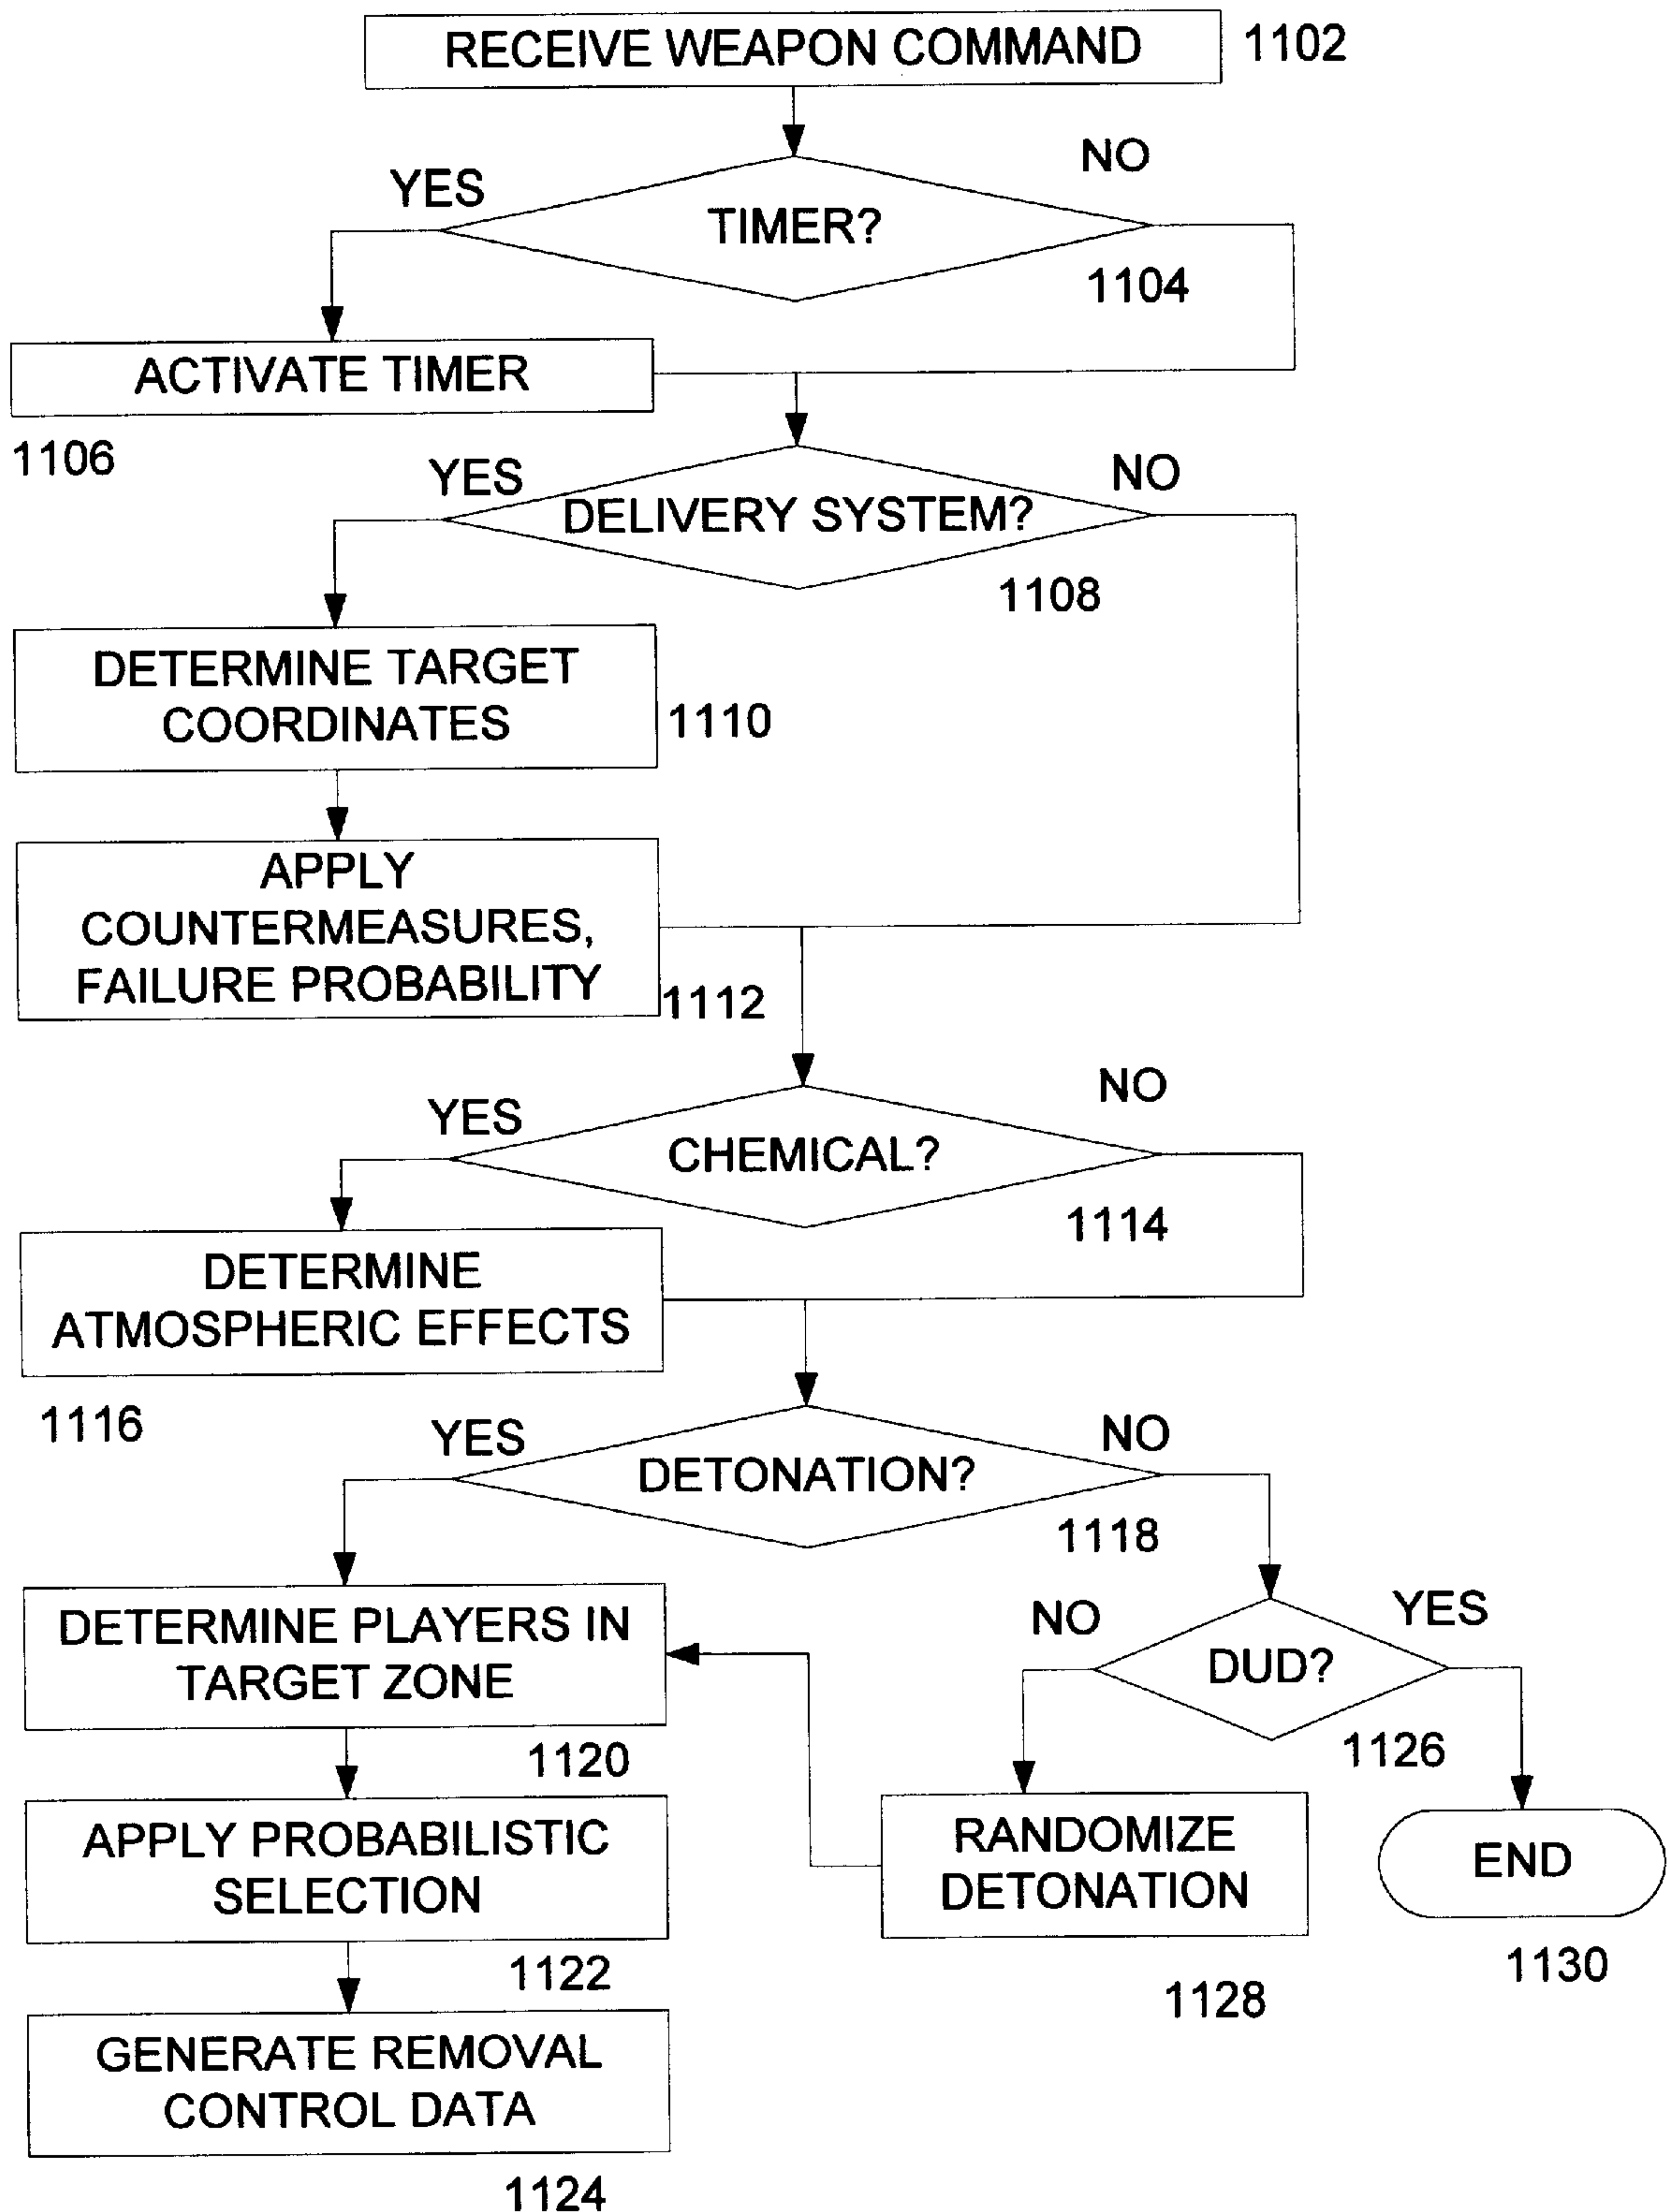 RECEIVE WEAPON COMMAND
1102
YES
NO
TIMER?
1104
ACTIVATE TIMER
1106
YES
NO
DELIVERY SYSTEM?
1108
DETERMINE TARGET
COORDINATES
1110
APPLY
COUNTERMEASURES,
FAILURE PROBABILITY
1112
YES
NO
CHEMICAL?
1114
DETERMINE
ATMOSPHERIC EFFECTS
1116
YES
NO
DETONATION?
1118
DETERMINE PLAYERS IN
TARGET ZONE
1120
NO
YES
DUD?
1126
APPLY PROBABILISTIC
SELECTION
1122
RANDOMIZE
DETONATION
1128
END
1130
GENERATE REMOVAL
CONTROL DATA
1124